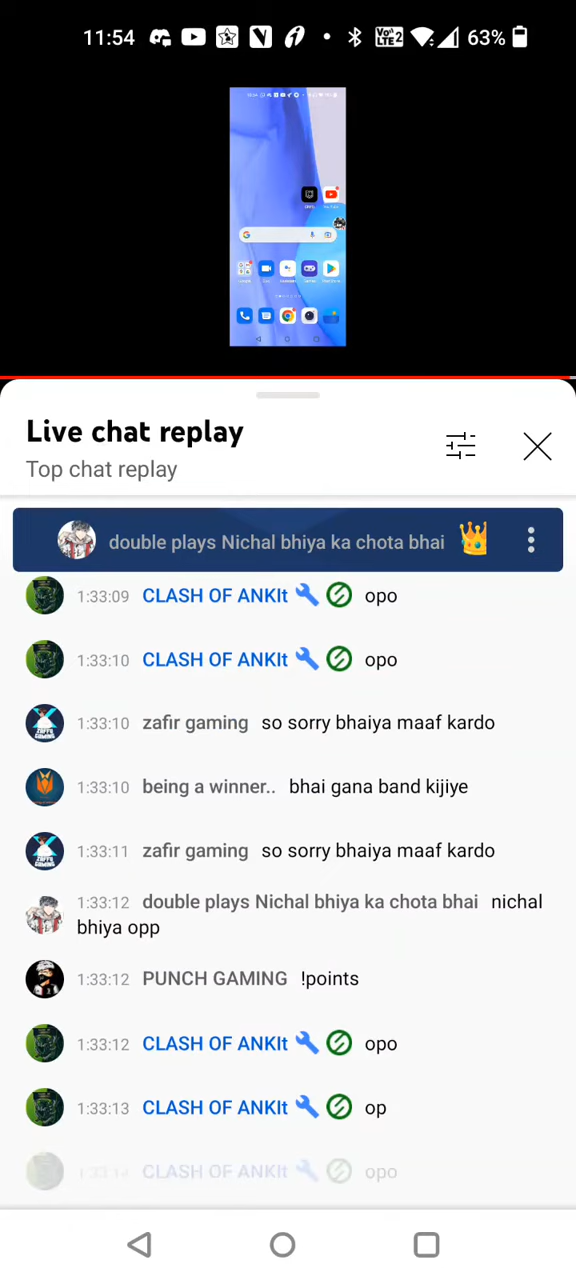 11:54
VoLTE2
63%
Live chat replay
Top chat replay
double plays Nichal bhiya ka chota bhai
1:33:09 CLASH OF ANKIt opo
1:33:10 CLASH OF ANKIt opo
1:33:10 zafir gaming so sorry bhaiya maaf kardo
1:33:10 being a winner.. bhai gana band kijiye
1:33:11 zafir gaming so sorry bhaiya maaf kardo
1:33:12 double plays Nichal bhiya ka chota bhai nichal
bhiya opp
1:33:12 PUNCH GAMING !points
1:33:12 CLASH OF ANKIt opo
1:33:13 CLASH OF ANKIt op
CLASH OF ANKIt opo